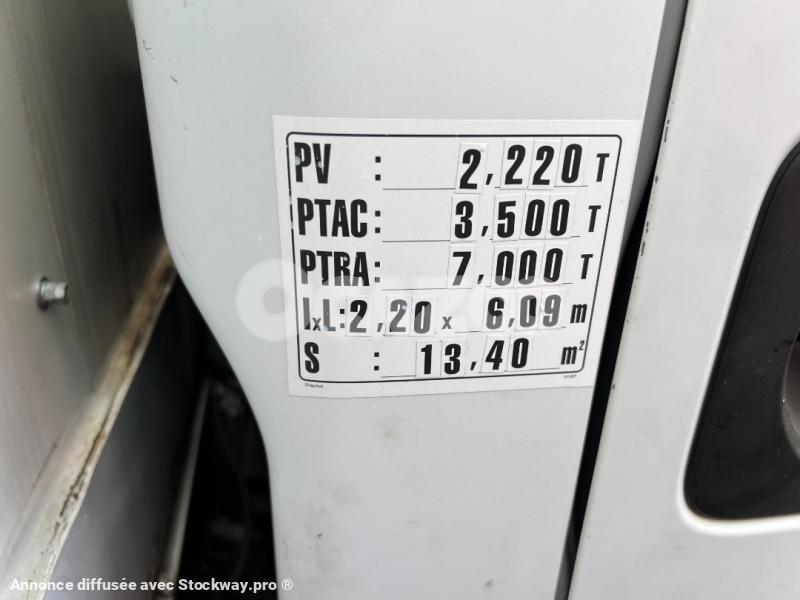 PV : 2,220 T
PTAC : 3,500 T
PTRA : 7,000 T
lxL : 2,20 x 6,09 m
S : 13,40 m²
Annonce diffusée avec Stockway.pro ®